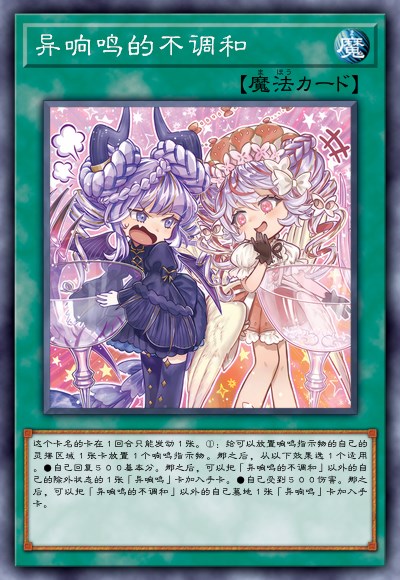 异响鸣的不调和
魔
【魔法カード】
ま ほう
这个卡名的卡在1回合只能发动1张。①：给可以放置响鸣指示物的自己的
灵摆区域1张卡放置1个响鸣指示物。那之后，从以下效果选1个适用
。●自己回复500基本分。那之后，可以把「异响鸣的不调和」以外的自
己的除外状态的1张「异响鸣」卡加入手卡。●自己受到500伤害。那之
后，可以把「异响鸣的不调和」以外的自己墓地1张「异响鸣」卡加入手
卡。